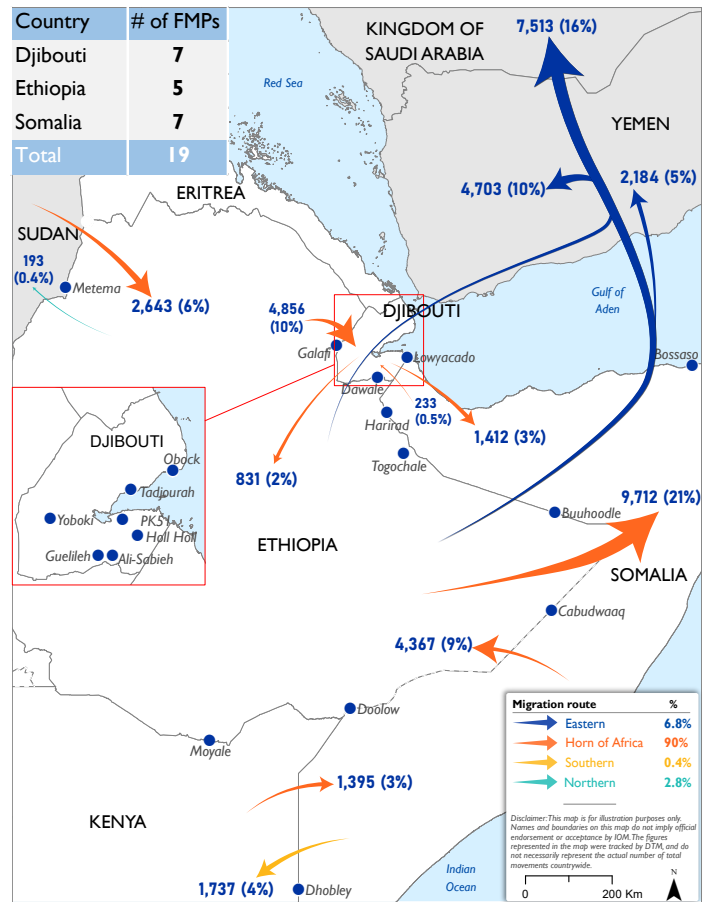 Country # of FMPs
Djibouti 7
Ethiopia 5
Somalia 7
Total 19
KINGDOM OF
SAUDI ARABIA
7,513 (16%)
Red Sea
YEMEN
4,703 (10%)
2,184 (5%)
ERITREA
SUDAN
193
(0.4%)
Metema
2,643 (6%)
4,856
(10%)
DJIBOUTI
Gulf of
Aden
Galafi
Lowyacado
Bossaso
Dawale
233
(0.5%)
Harirad
1,412 (3%)
Togochale
831 (2%)
DJIBOUTI
Obock
Tadjourah
Yoboki
PK51
Holl Holl
Guelileh
Ali-Sabieh
9,712 (21%)
Buuhoodle
ETHIOPIA
SOMALIA
Cabudwaaq
4,367 (9%)
Doolow
Moyale
1,395 (3%)
KENYA
1,737 (4%)
Dhobley
Indian
Ocean
Migration route %
Eastern 6.8%
Horn of Africa 90%
Southern 0.4%
Northern 2.8%
Disclaimer: This map is for illustration purposes only.
Names and boundaries on this map do not imply official
endorsement or acceptance by IOM. The figures
represented in the map were tracked by DTM, and do
not necessarily represent the actual number of total
movements countrywide.
N
0 200 Km